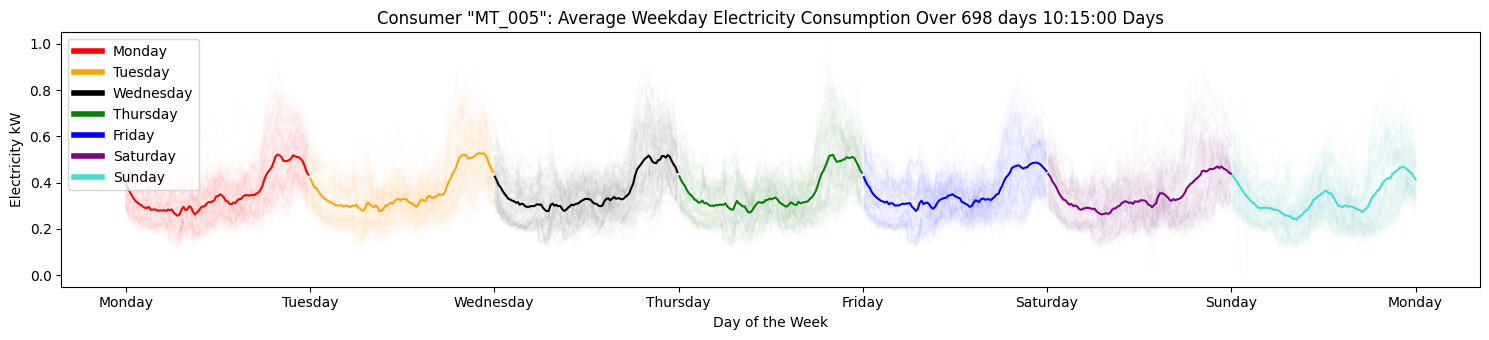 Consumer "MT_005": Average Weekday Electricity Consumption Over 698 days 10:15:00 Days
Electricity kW
1.0
0.8
0.6
0.4
0.2
0.0
Monday
Tuesday
Wednesday
Thursday
Friday
Saturday
Sunday
Monday Tuesday Wednesday Thursday Friday Saturday Sunday Monday
Day of the Week